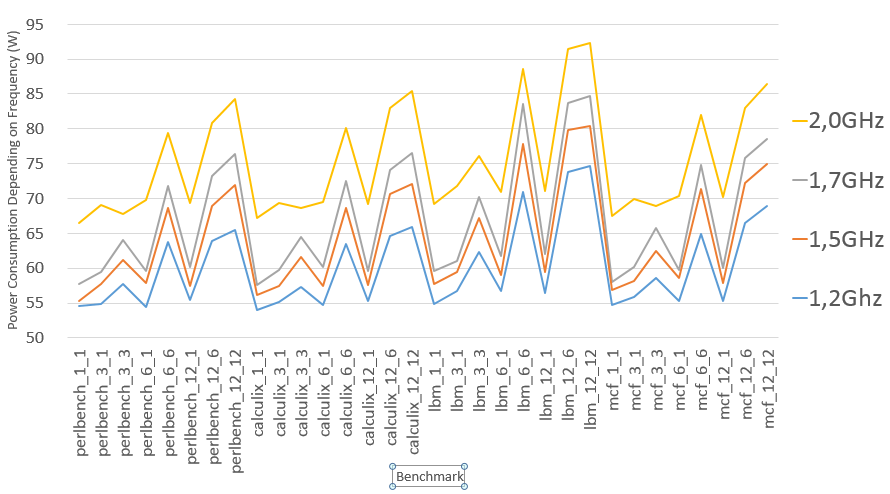 Power Consumption Depending on Frequency (W)
95
90
85
80
75
70
65
60
55
50
perlbench_1_1
perlbench_3_1
perlbench_3_3
perlbench_6_1
perlbench_6_6
perlbench_12_1
perlbench_12_6
perlbench_12_12
calculix_1_1
calculix_3_1
calculix_3_3
calculix_6_1
calculix_6_6
calculix_12_1
calculix_12_6
calculix_12_12
lbm_1_1
lbm_3_1
lbm_3_3
lbm_6_1
lbm_6_6
lbm_12_1
lbm_12_6
lbm_12_12
mcf_1_1
mcf_3_1
mcf_3_3
mcf_6_1
mcf_6_6
mcf_12_1
mcf_12_6
mcf_12_12
Benchmark
2,0GHz
1,7GHz
1,5GHz
1,2Ghz